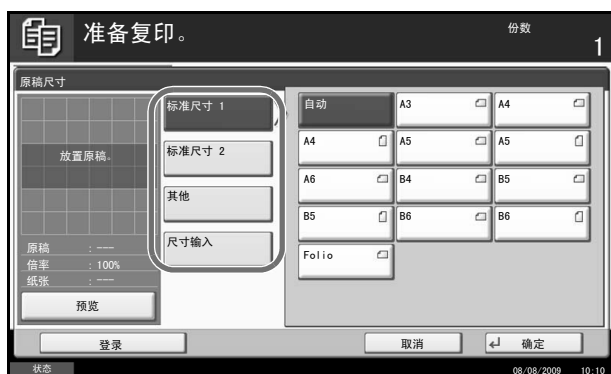 准备复印。
份数
1
原稿尺寸
放置原稿。
原稿 : ---
倍率 : 100%
纸张 : ---
预览
标准尺寸 1
标准尺寸 2
其他
尺寸输入
自动
A3
A4
A4
A5
A5
A6
B4
B5
B5
B6
B6
Folio
登录
取消
确定
状态
08/08/2009 10:10